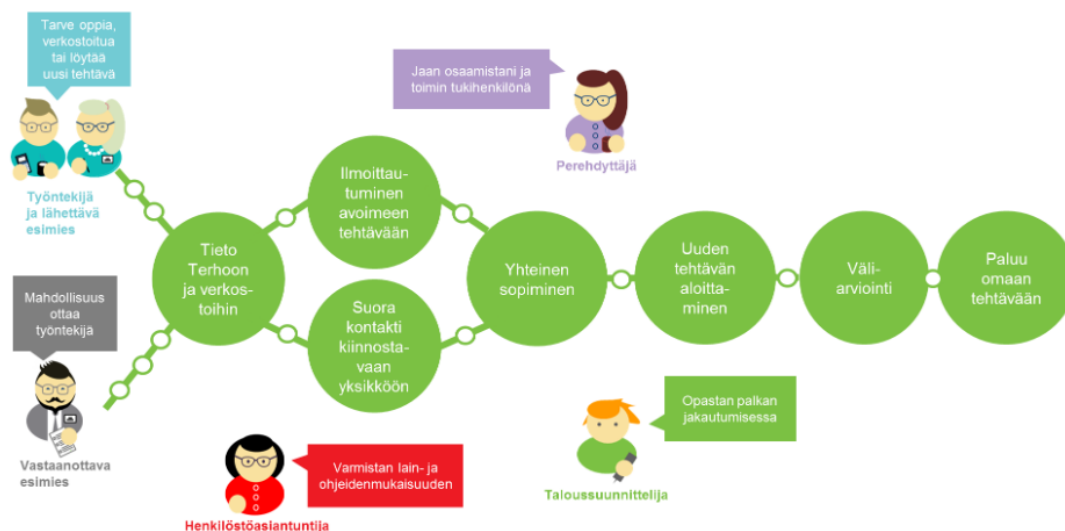 Tarve oppia,
verkostoitua
tai löytää
uusi tehtävä
Työntekijä
ja lähettävä
esimies
Mahdollisuus
ottaa
työntekijä
Vastaanottava
esimies
Tieto
Terhoon
ja verkos-
toihin
Ilmoittau-
tuminen
avoimeen
tehtävään
Suora
kontakti
kiinnosta-
vaan
yksikköön
Jaan osaamistani ja
toimin tukihenkilönä
Perehdyttäjä
Yhteinen
sopiminen
Uuden
tehtävän
aloitta-
minen
Väli-
arviointi
Paluu
omaan
tehtävään
Varmistan lain- ja
ohjeidenmukaisuuden
Henkilöstöasiantuntija
Opastan palkan
jakautumisessa
Taloussuunnittelija